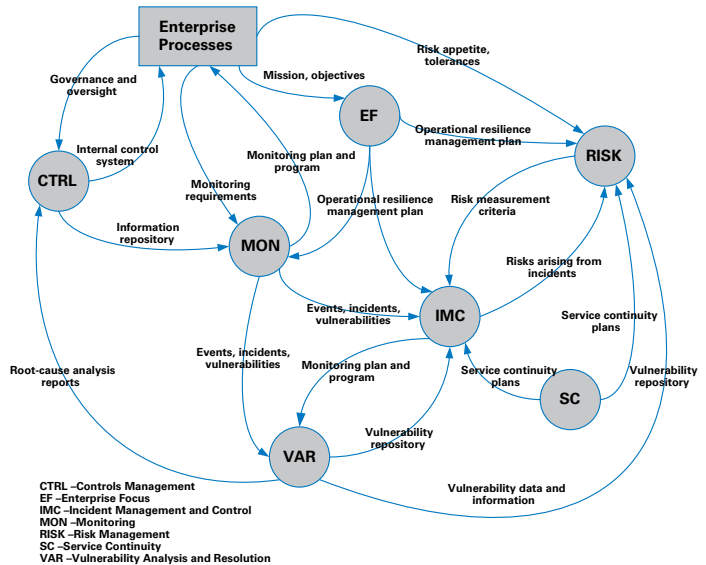 Enterprise
Processes
Risk appetite,
tolerances
Governance and
oversight
Mission, objectives
EF
Operational resilience
management plan
Internal control
system
Monitoring plan and
program
RISK
CTRL
Monitoring
requirements
Operational resilience
management plan
Risk measurement
criteria
Information
repository
MON
Risks arising from
incidents
Events, incidents,
vulnerabilities
IMC
Service continuity
plans
Events, incidents,
vulnerabilities
Monitoring plan and
program
Service continuity
plans
Vulnerability
repository
Root-cause analysis
reports
SC
Vulnerability
repository
VAR
Vulnerability data and
information
CTRL –Controls Management
EF –Enterprise Focus
IMC –Incident Management and Control
MON –Monitoring
RISK –Risk Management
SC –Service Continuity
VAR –Vulnerability Analysis and Resolution